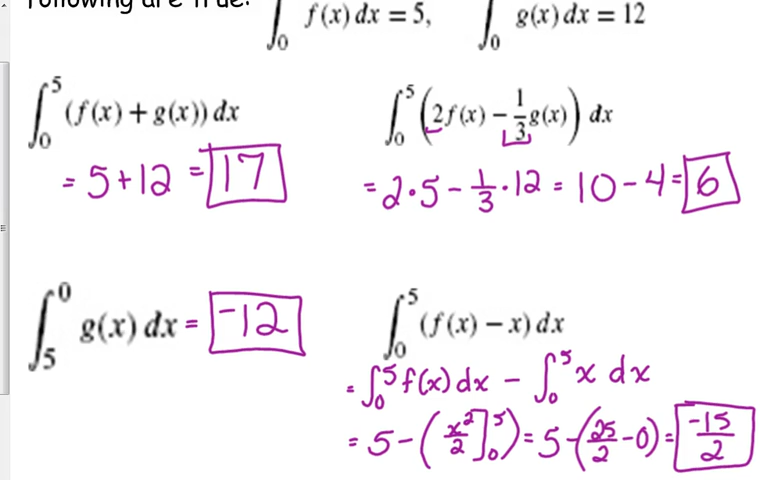 following are true:
∫₀ f(x) dx = 5, ∫₀ g(x) dx = 12
∫₀⁵ (f(x) + g(x)) dx
= 5+12 = 17
∫₀⁵ (2f(x) − 1/3 g(x)) dx
= 2·5 − 1/3·12 = 10 − 4 = 6
∫₅⁰ g(x) dx = -12
∫₀⁵ (f(x) − x) dx
= ∫₀⁵ f(x) dx − ∫₀⁵ x dx
= 5 − (x²/2]₀⁵) = 5 − (25/2 − 0) = -15/2